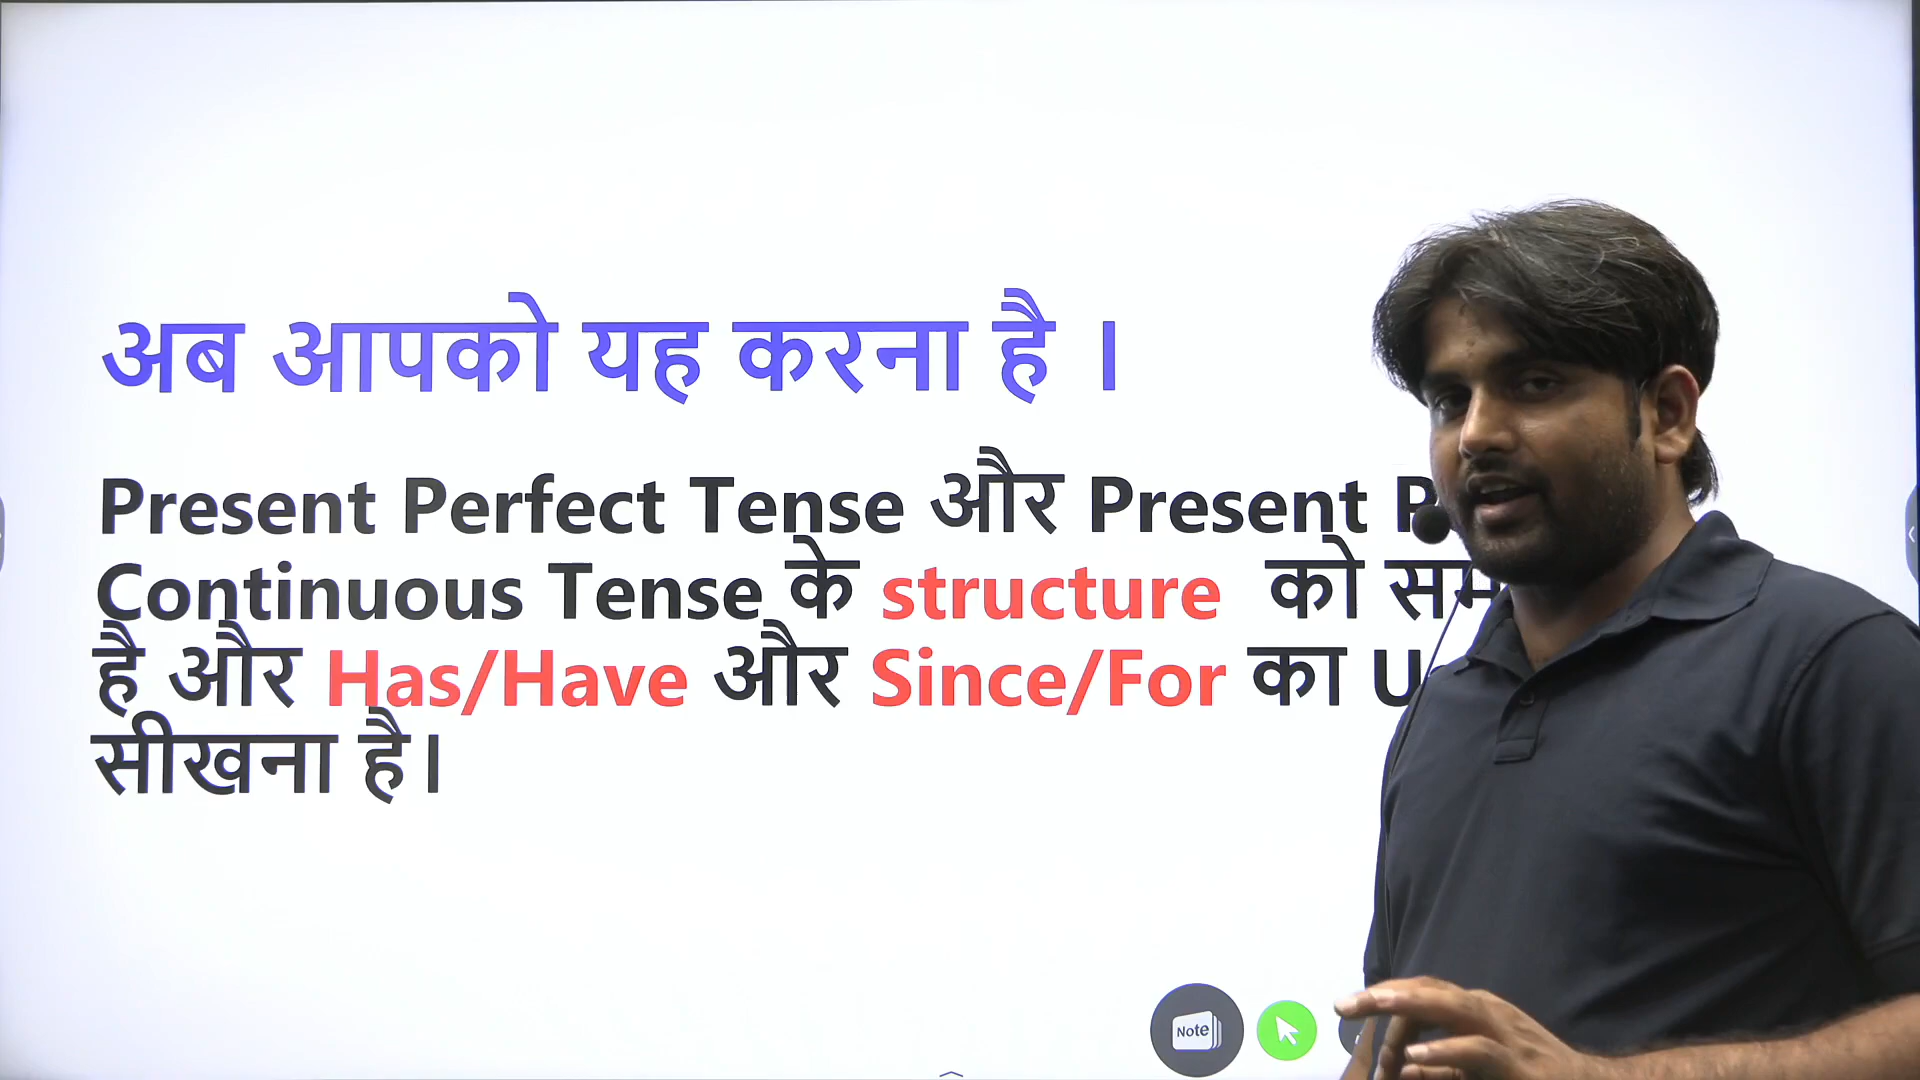 अब आपको यह करना है ।
Present Perfect Tense और Present
Continuous Tense के structure को
है और Has/Have और Since/For का
सीखना है।
Note